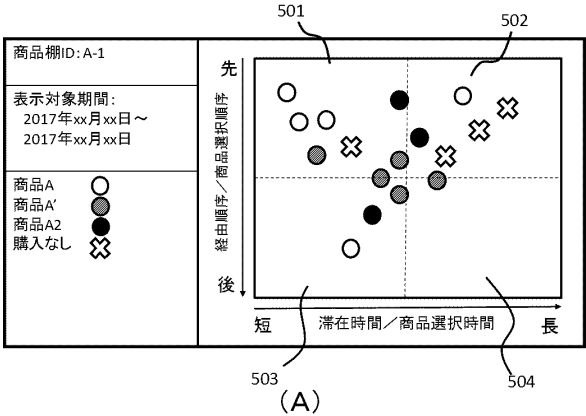 501
502
商品棚ID:A-1
表示対象期間:
2017年xx月xx日~
2017年xx月xx日
商品A
商品A'
商品A2
購入なし
先
経由順序/商品選択順序
後
短
滞在時間/商品選択時間
長
503
504
(A)